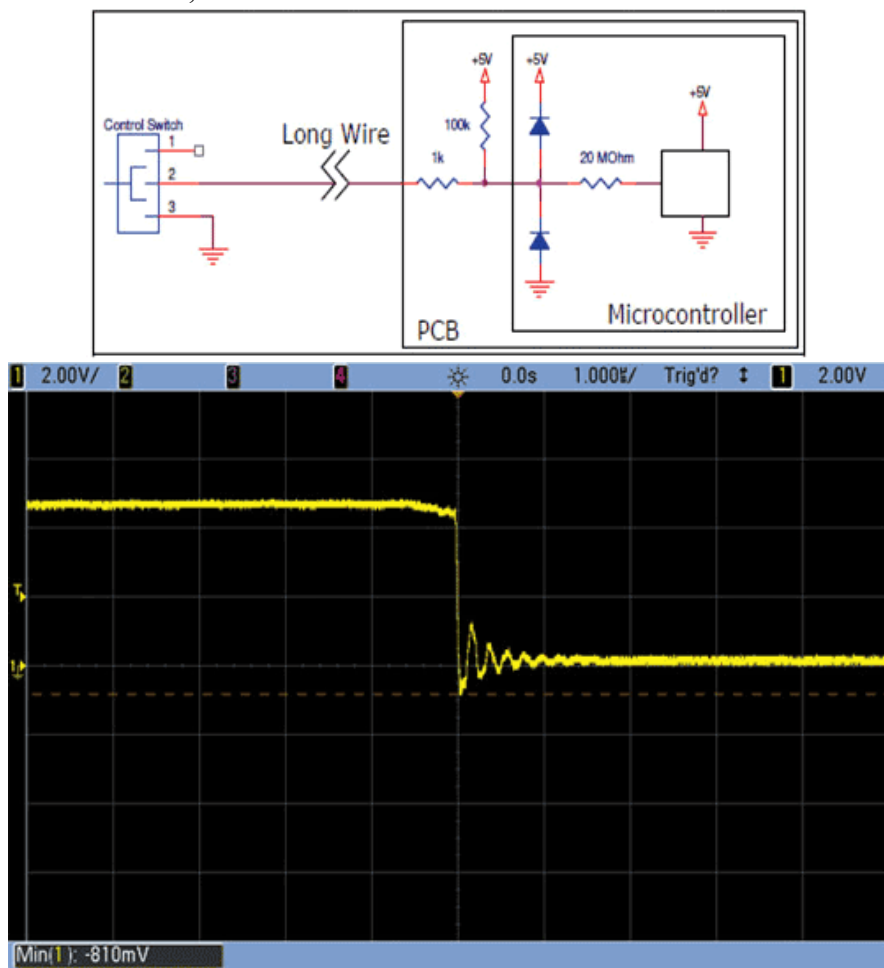 +5V +5V
+5V
Control Switch
1
Long Wire
100k
1k
20 MOhm
2
3
Microcontroller
PCB
1 2.00V/ 2 3 4 0.0s 1.000µs/ Trig'd? ↕ 1 2.00V
T
1
Min(1): -810mV